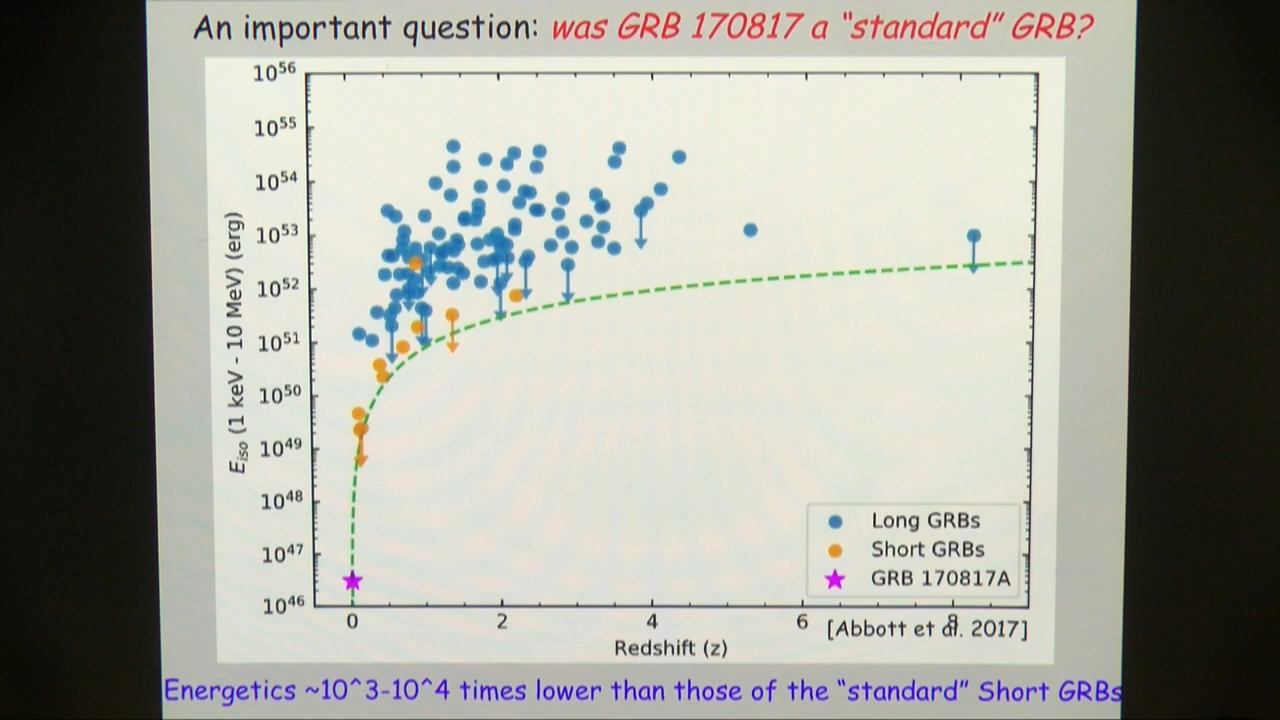 An important question: was GRB 170817 a "standard" GRB?
10^56
10^55
10^54
10^53
10^52
10^51
10^50
10^49
10^48
10^47
10^46
E_iso (1 keV - 10 MeV) (erg)
Long GRBs
Short GRBs
GRB 170817A
0 2 4 6 8
[Abbott et al. 2017]
Redshift (z)
Energetics ~10^3-10^4 times lower than those of the "standard" Short GRBs